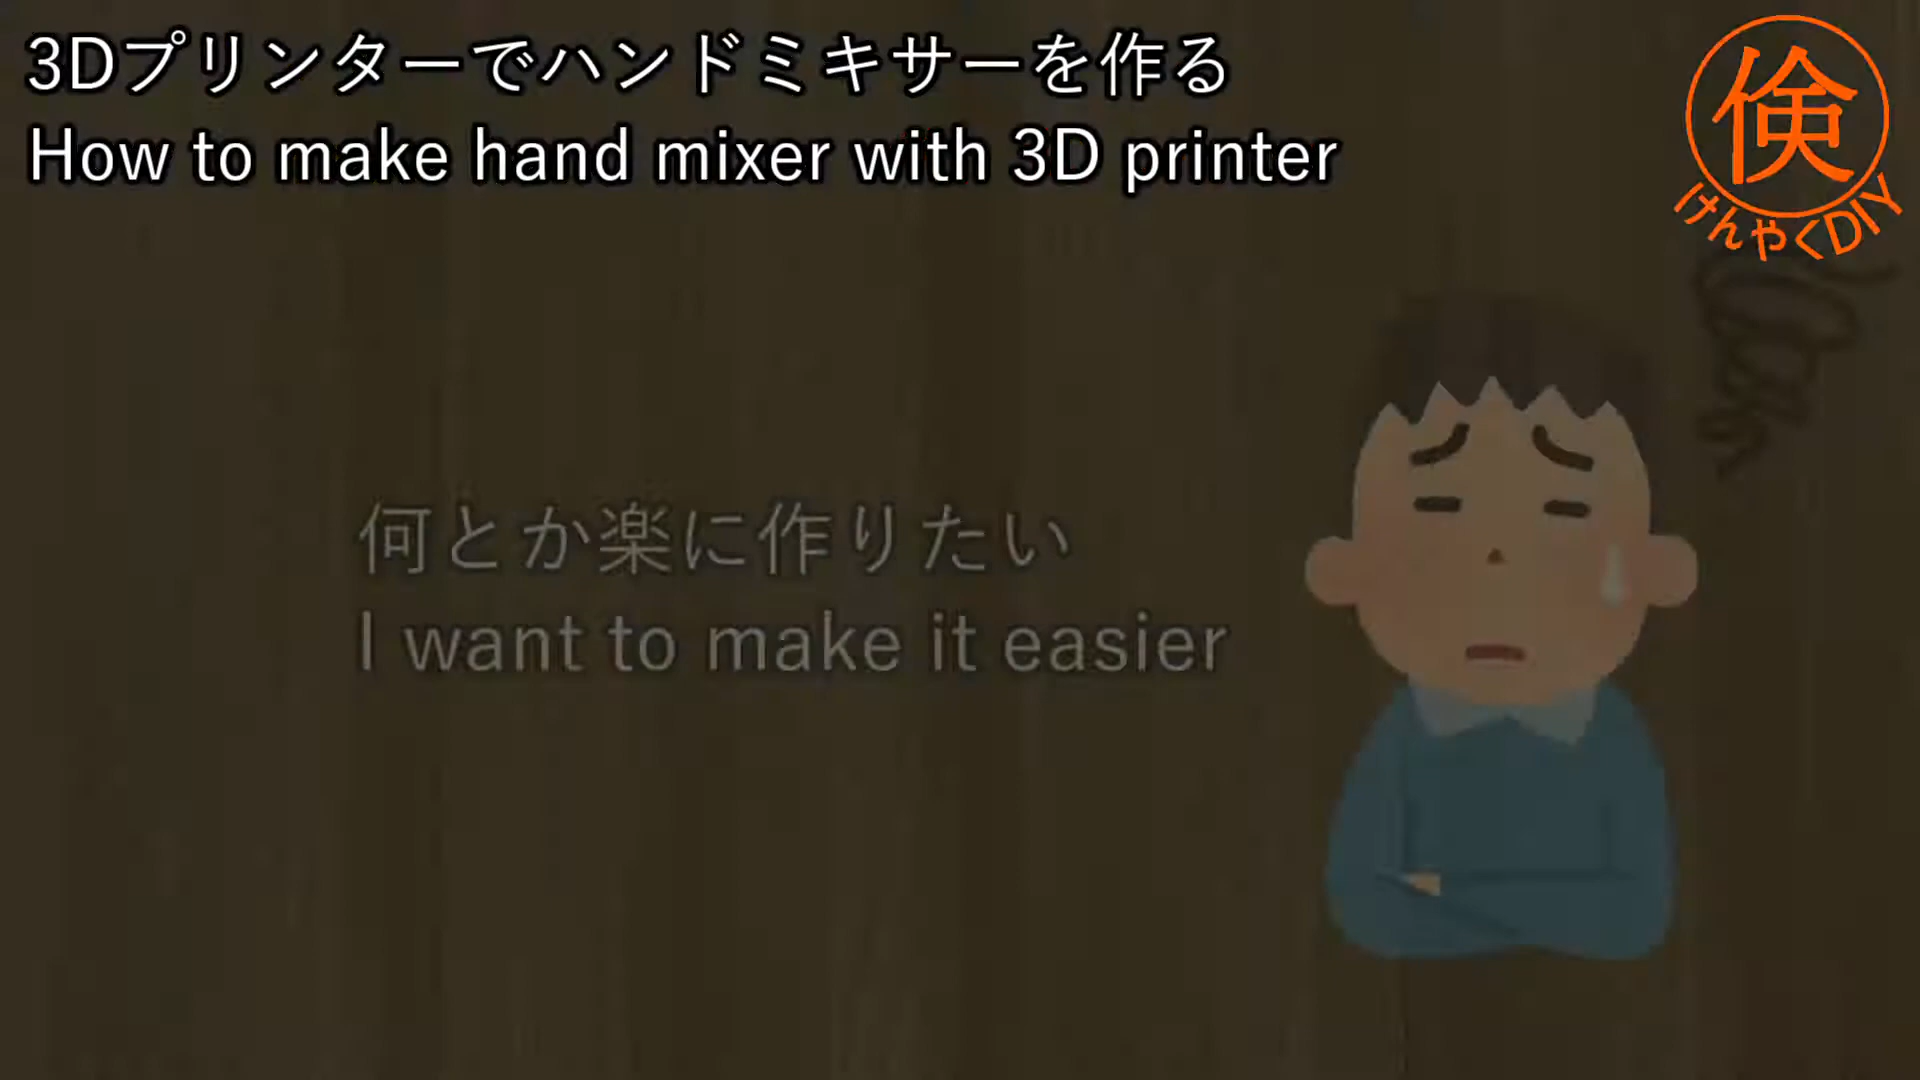 3Dプリンターでハンドミキサーを作る
How to make hand mixer with 3D printer
倹
けんやくDIY
何とか楽に作りたい
I want to make it easier